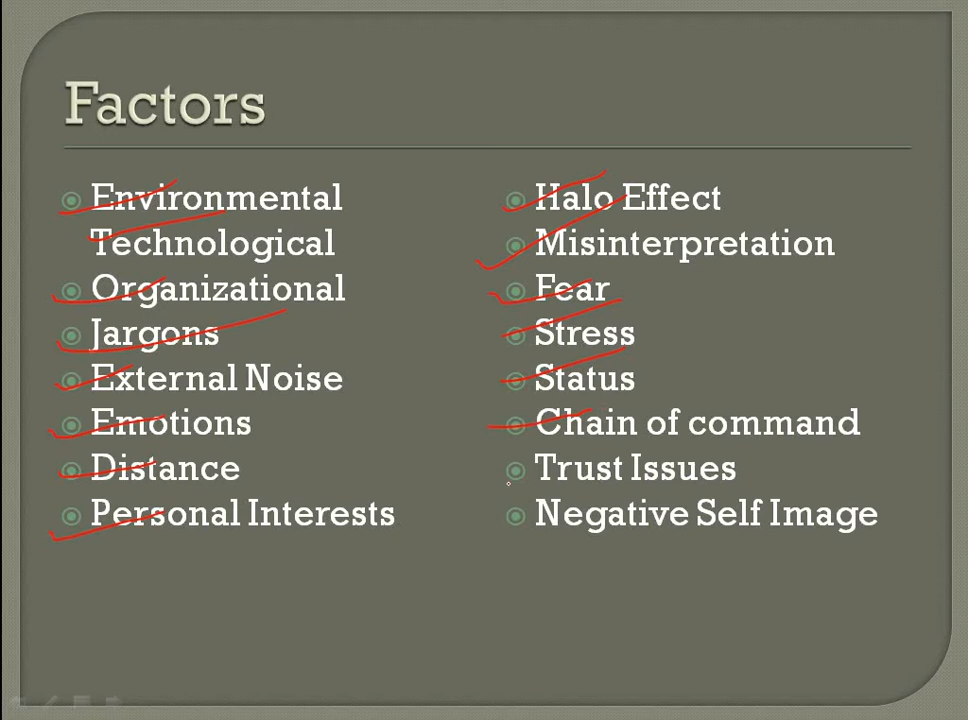 Factors
Environmental
Technological
Organizational
Jargons
External Noise
Emotions
Distance
Personal Interests
Halo Effect
Misinterpretation
Fear
Stress
Status
Chain of command
Trust Issues
Negative Self Image